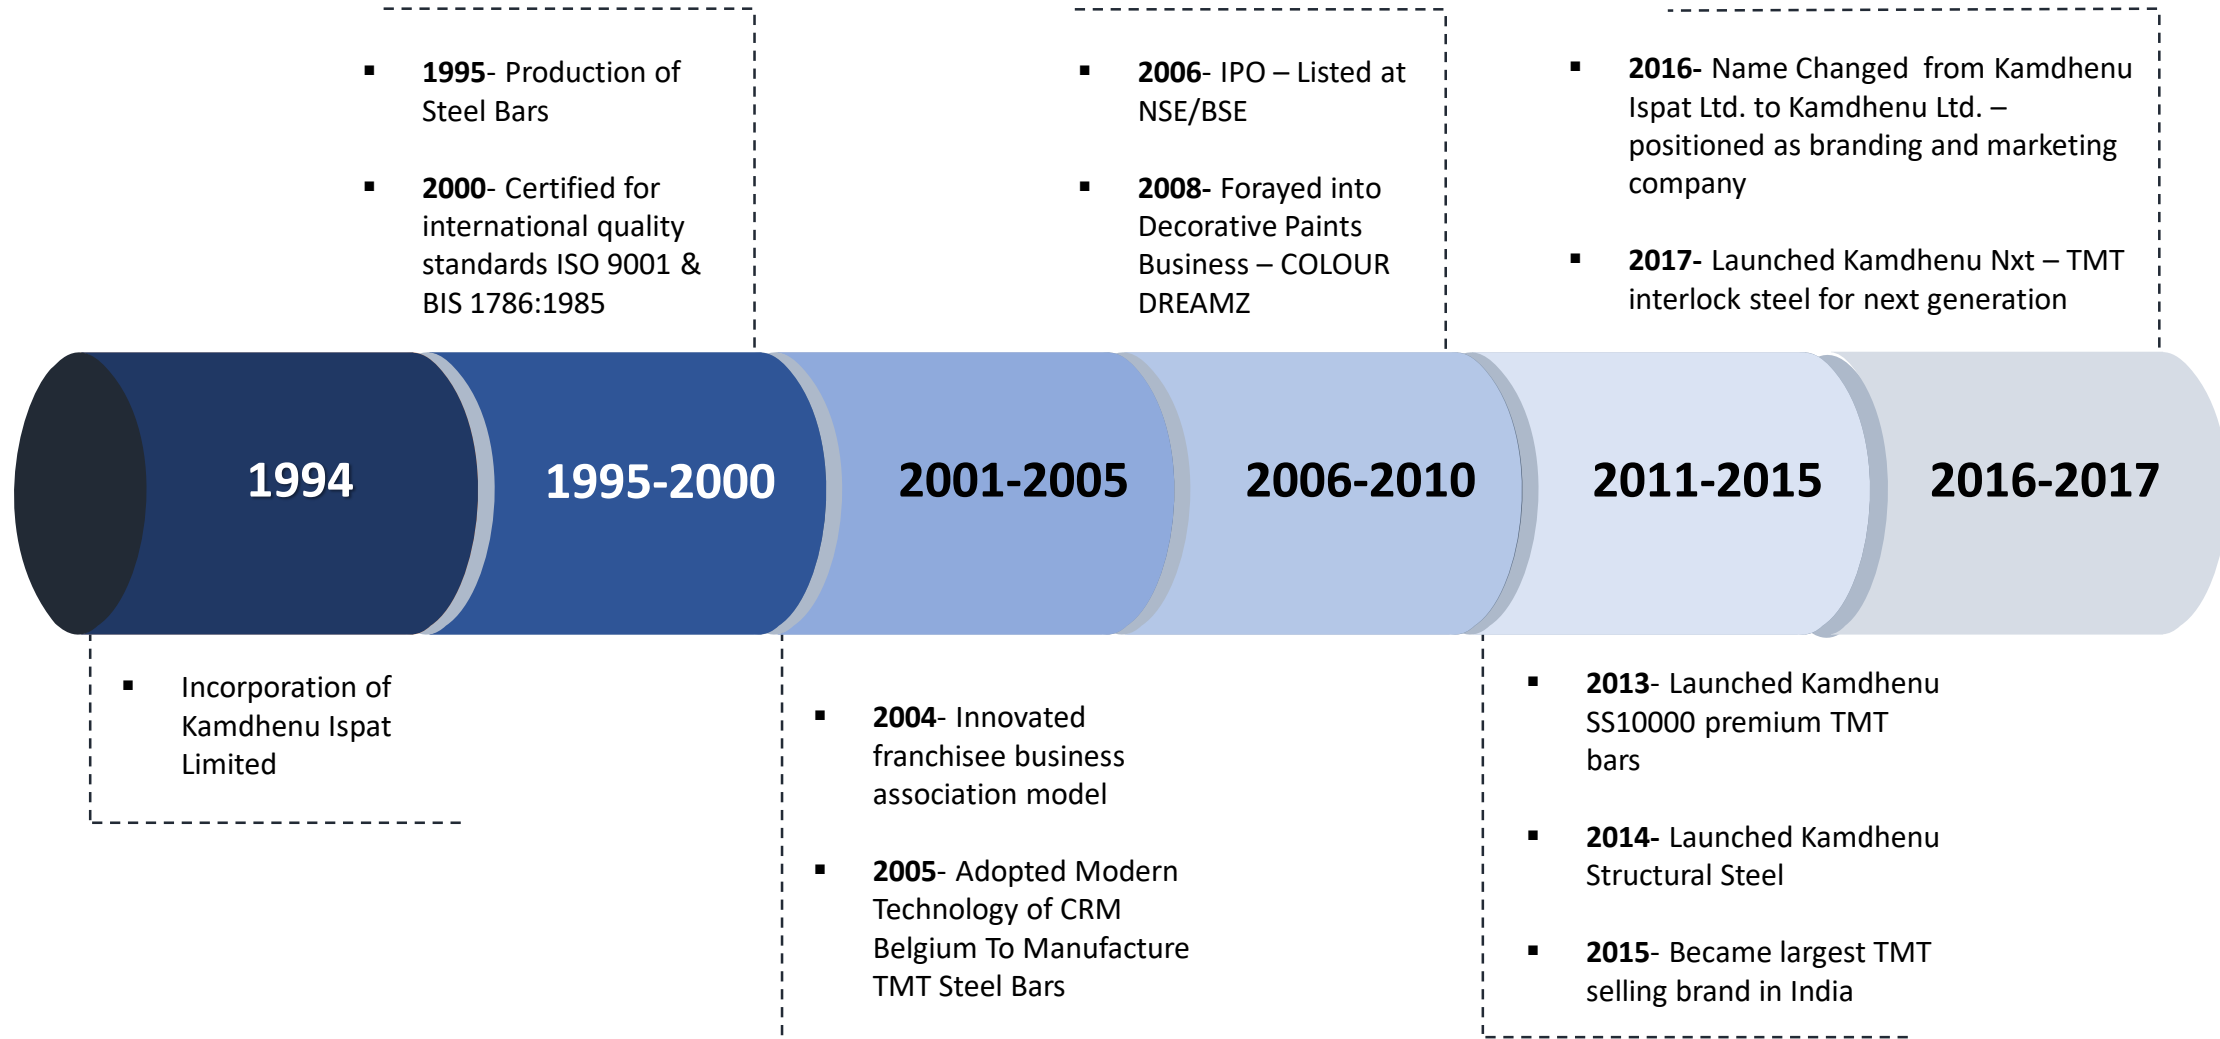 ▪ 1995- Production of
Steel Bars
▪ 2000- Certified for
international quality
standards ISO 9001 &
BIS 1786:1985
▪ 2006- IPO – Listed at
NSE/BSE
▪ 2008- Forayed into
Decorative Paints
Business – COLOUR
DREAMZ
▪ 2016- Name Changed from Kamdhenu
Ispat Ltd. to Kamdhenu Ltd. –
positioned as branding and marketing
company
▪ 2017- Launched Kamdhenu Nxt – TMT
interlock steel for next generation
1994
1995-2000
2001-2005
2006-2010
2011-2015
2016-2017
▪ Incorporation of
Kamdhenu Ispat
Limited
▪ 2004- Innovated
franchisee business
association model
▪ 2005- Adopted Modern
Technology of CRM
Belgium To Manufacture
TMT Steel Bars
▪ 2013- Launched Kamdhenu
SS10000 premium TMT
bars
▪ 2014- Launched Kamdhenu
Structural Steel
▪ 2015- Became largest TMT
selling brand in India